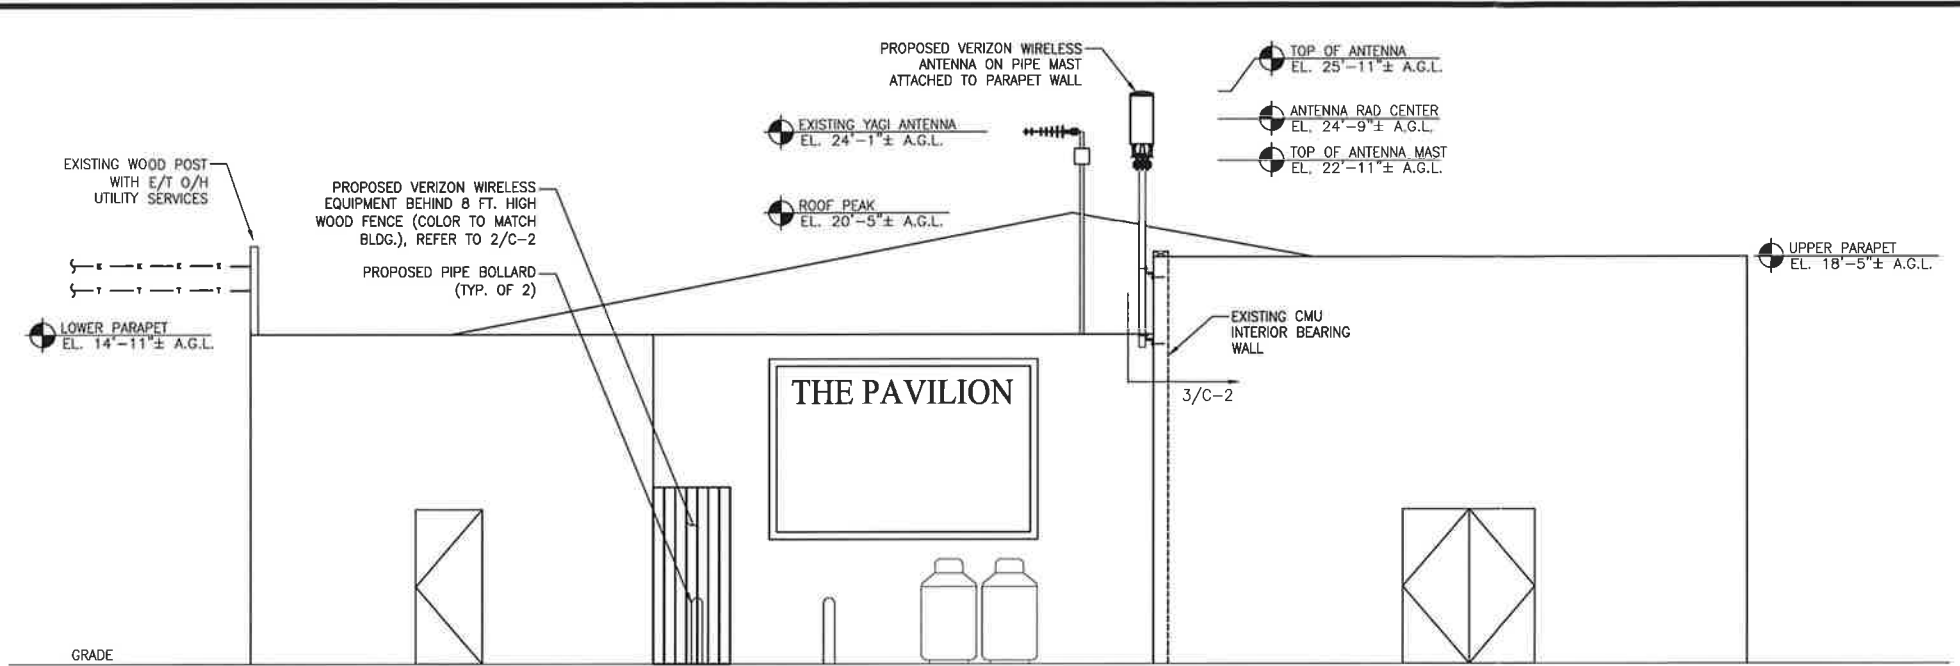 PROPOSED VERIZON WIRELESS
ANTENNA ON PIPE MAST
ATTACHED TO PARAPET WALL
TOP OF ANTENNA
EL. 25'-11"± A.G.L.
ANTENNA RAD CENTER
EL. 24'-9"± A.G.L.
TOP OF ANTENNA MAST
EL. 22'-11"± A.G.L.
EXISTING YAGI ANTENNA
EL. 24'-1"± A.G.L.
EXISTING WOOD POST
WITH E/T O/H
UTILITY SERVICES
PROPOSED VERIZON WIRELESS
EQUIPMENT BEHIND 8 FT. HIGH
WOOD FENCE (COLOR TO MATCH
BLDG.), REFER TO 2/C-2
ROOF PEAK
EL. 20'-5"± A.G.L.
UPPER PARAPET
EL. 18'-5"± A.G.L.
E E E E
T T T T
PROPOSED PIPE BOLLARD
(TYP. OF 2)
LOWER PARAPET
EL. 14'-11"± A.G.L.
EXISTING CMU
INTERIOR BEARING
WALL
3/C-2
THE PAVILION
GRADE